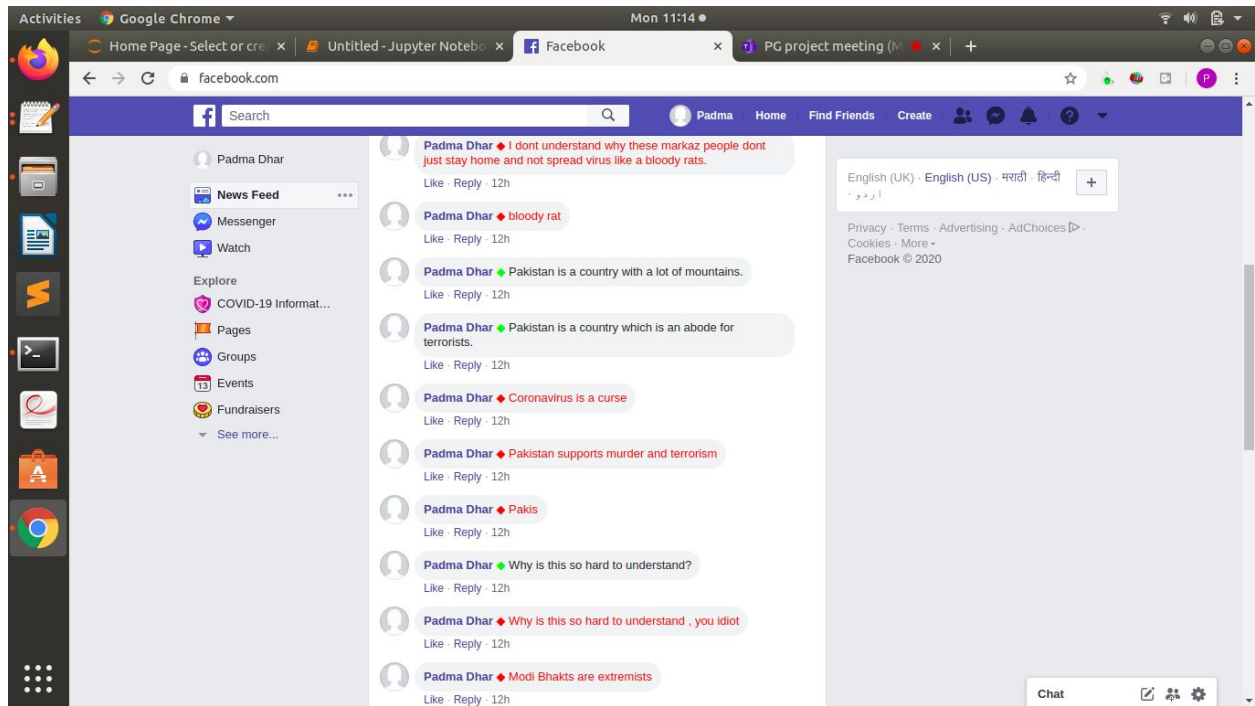 Activities Google Chrome Mon 11:14
Home Page - Select or cre Untitled - Jupyter Notebo Facebook PG project meeting (M
facebook.com P
Search Padma Home Find Friends Create
Padma Dhar
News Feed
Messenger
Watch
Explore
COVID-19 Informat...
Pages
Groups
13 Events
Fundraisers
See more...
Padma Dhar I dont understand why these markaz people dont
just stay home and not spread virus like a bloody rats.
Like · Reply · 12h
Padma Dhar bloody rat
Like · Reply · 12h
Padma Dhar Pakistan is a country with a lot of mountains.
Like · Reply · 12h
Padma Dhar Pakistan is a country which is an abode for
terrorists.
Like · Reply · 12h
Padma Dhar Coronavirus is a curse
Like · Reply · 12h
Padma Dhar Pakistan supports murder and terrorism
Like · Reply · 12h
Padma Dhar Pakis
Like · Reply · 12h
Padma Dhar Why is this so hard to understand?
Like · Reply · 12h
Padma Dhar Why is this so hard to understand , you idiot
Like · Reply · 12h
Padma Dhar Modi Bhakts are extremists
Like · Reply · 12h
English (UK) · English (US) · मराठी · हिन्दी
اردو ·
Privacy · Terms · Advertising · AdChoices ·
Cookies · More
Facebook © 2020
Chat